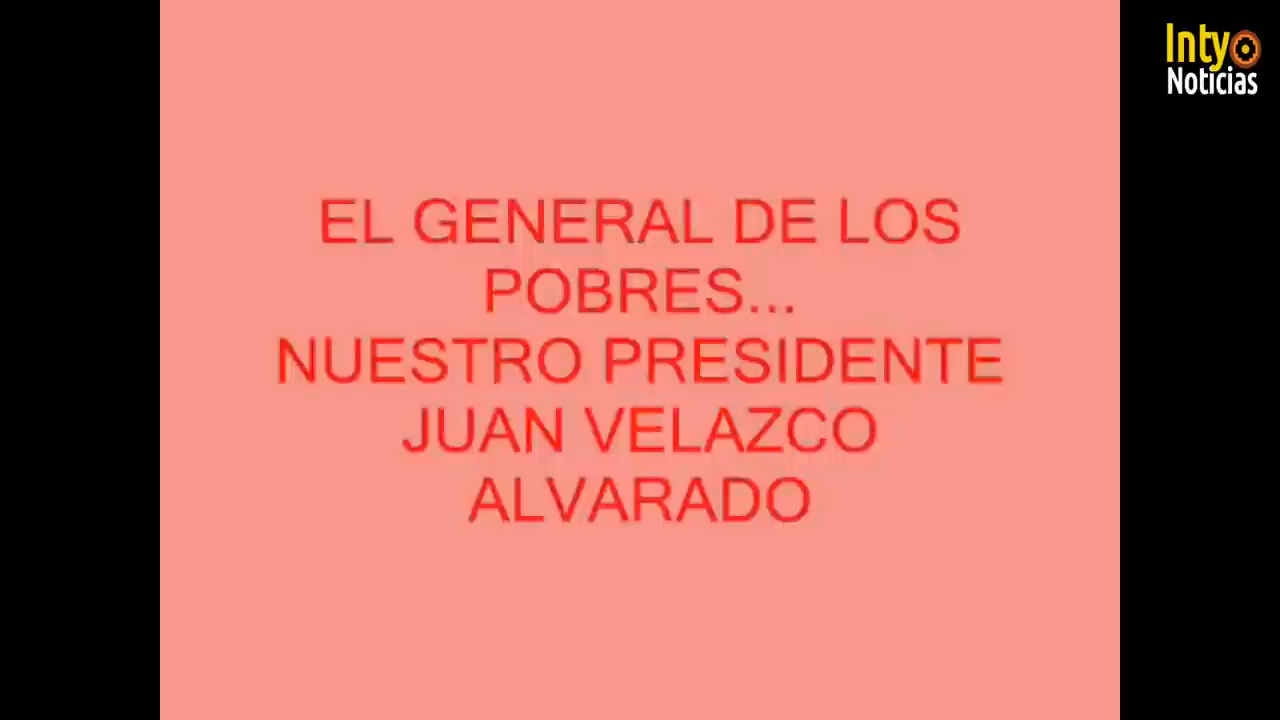 Inty
Noticias
EL GENERAL DE LOS
POBRES...
NUESTRO PRESIDENTE
JUAN VELAZCO
ALVARADO